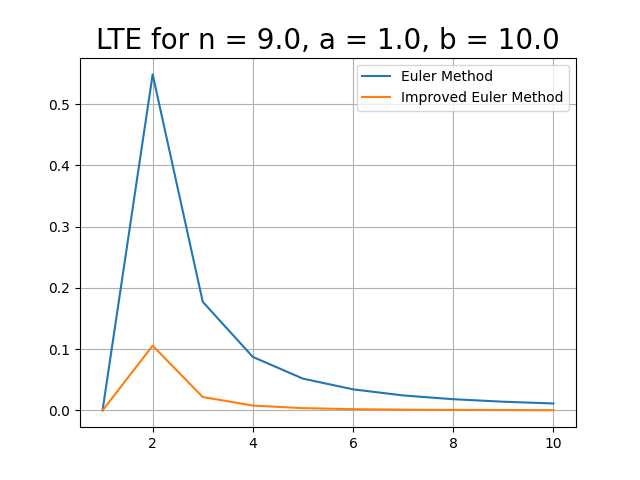 LTE for n = 9.0, a = 1.0, b = 10.0
Euler Method
Improved Euler Method
0.5
0.4
0.3
0.2
0.1
0.0
2 4 6 8 10